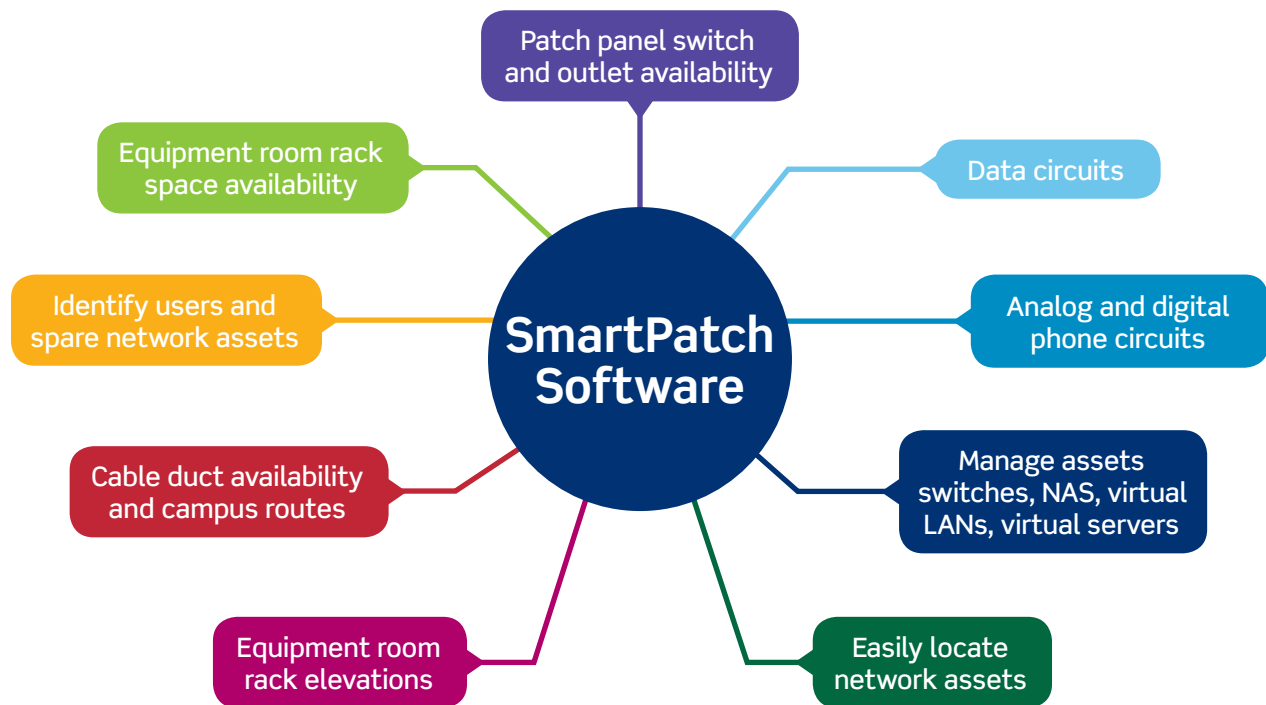 Patch panel switch
and outlet availability
Equipment room rack
space availability
Data circuits
Identify users and
spare network assets
Analog and digital
phone circuits
SmartPatch
Software
Cable duct availability
and campus routes
Manage assets
switches, NAS, virtual
LANs, virtual servers
Equipment room
rack elevations
Easily locate
network assets